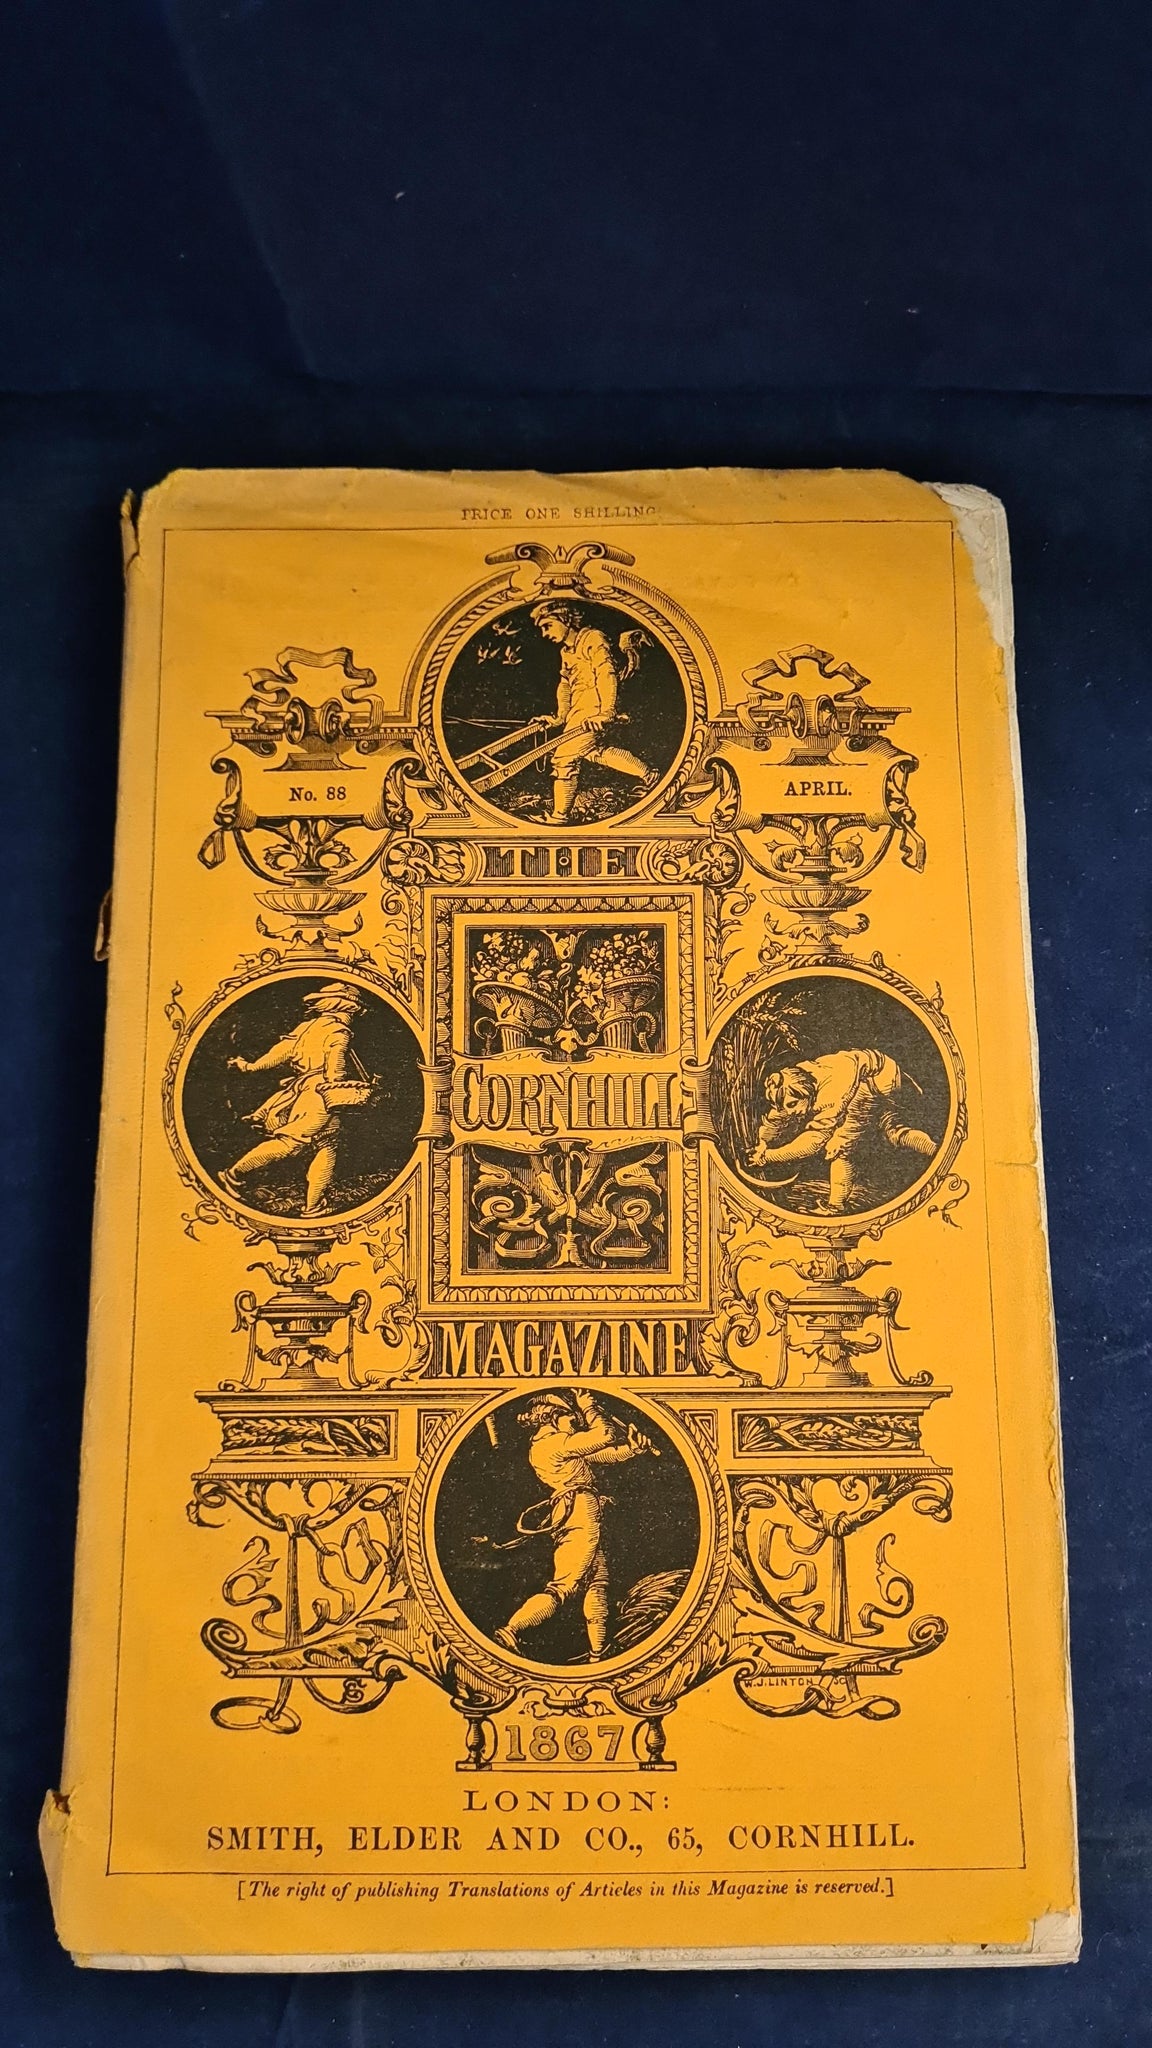 PRICE ONE SHILLING
No. 88
APRIL.
THE
CORNHILL
MAGAZINE
W.J.LINTON SC
1867
LONDON:
SMITH, ELDER AND CO., 65, CORNHILL.
[The right of publishing Translations of Articles in this Magazine is reserved.]